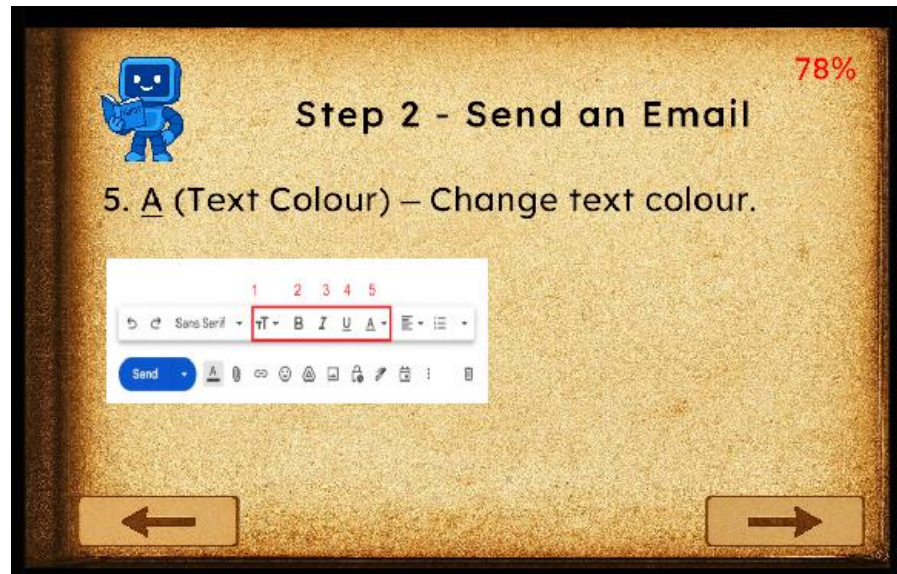 78%
Step 2 - Send an Email
5. A (Text Colour) – Change text colour.
1 2 3 4 5
Sans Serif TT B I U A
Send A